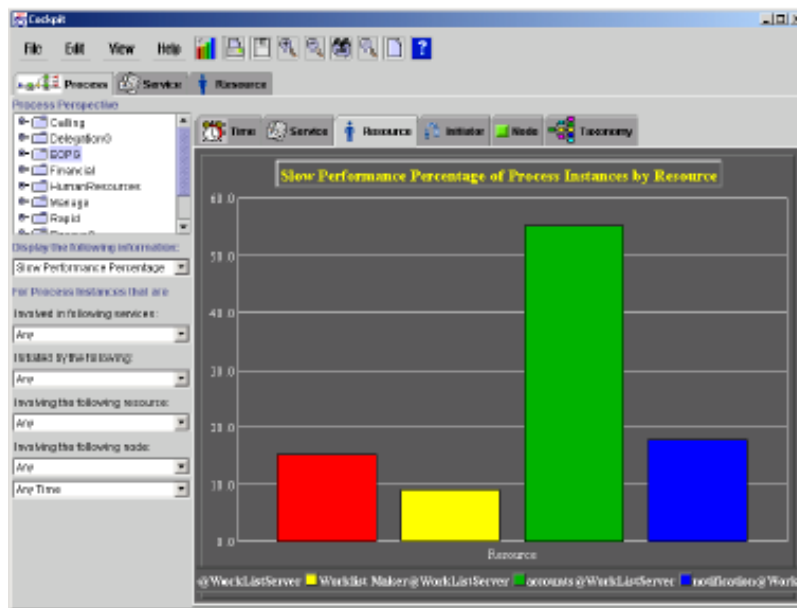 Cockpit
File Edit View Help
Process Service Resource
Process Perspective
Calling
Delegation0
EOPG
Financial
HumanResources
Manage
Rapid
Time Service Resource Initiator Node Taxonomy
Display the following information:
Slow Performance Percentage
For Process Instances that are
Involved in following services:
Any
Initiated by the following:
Any
Involving the following resource:
Any
Involving the following node:
Any
Any Time
Slow Performance Percentage of Process Instances by Resource
60.0
50.0
40.0
30.0
20.0
10.0
0.0
Resource
@WorkListServer Worklist Maker@WorkListServer accounts@WorkListServer notification@Work